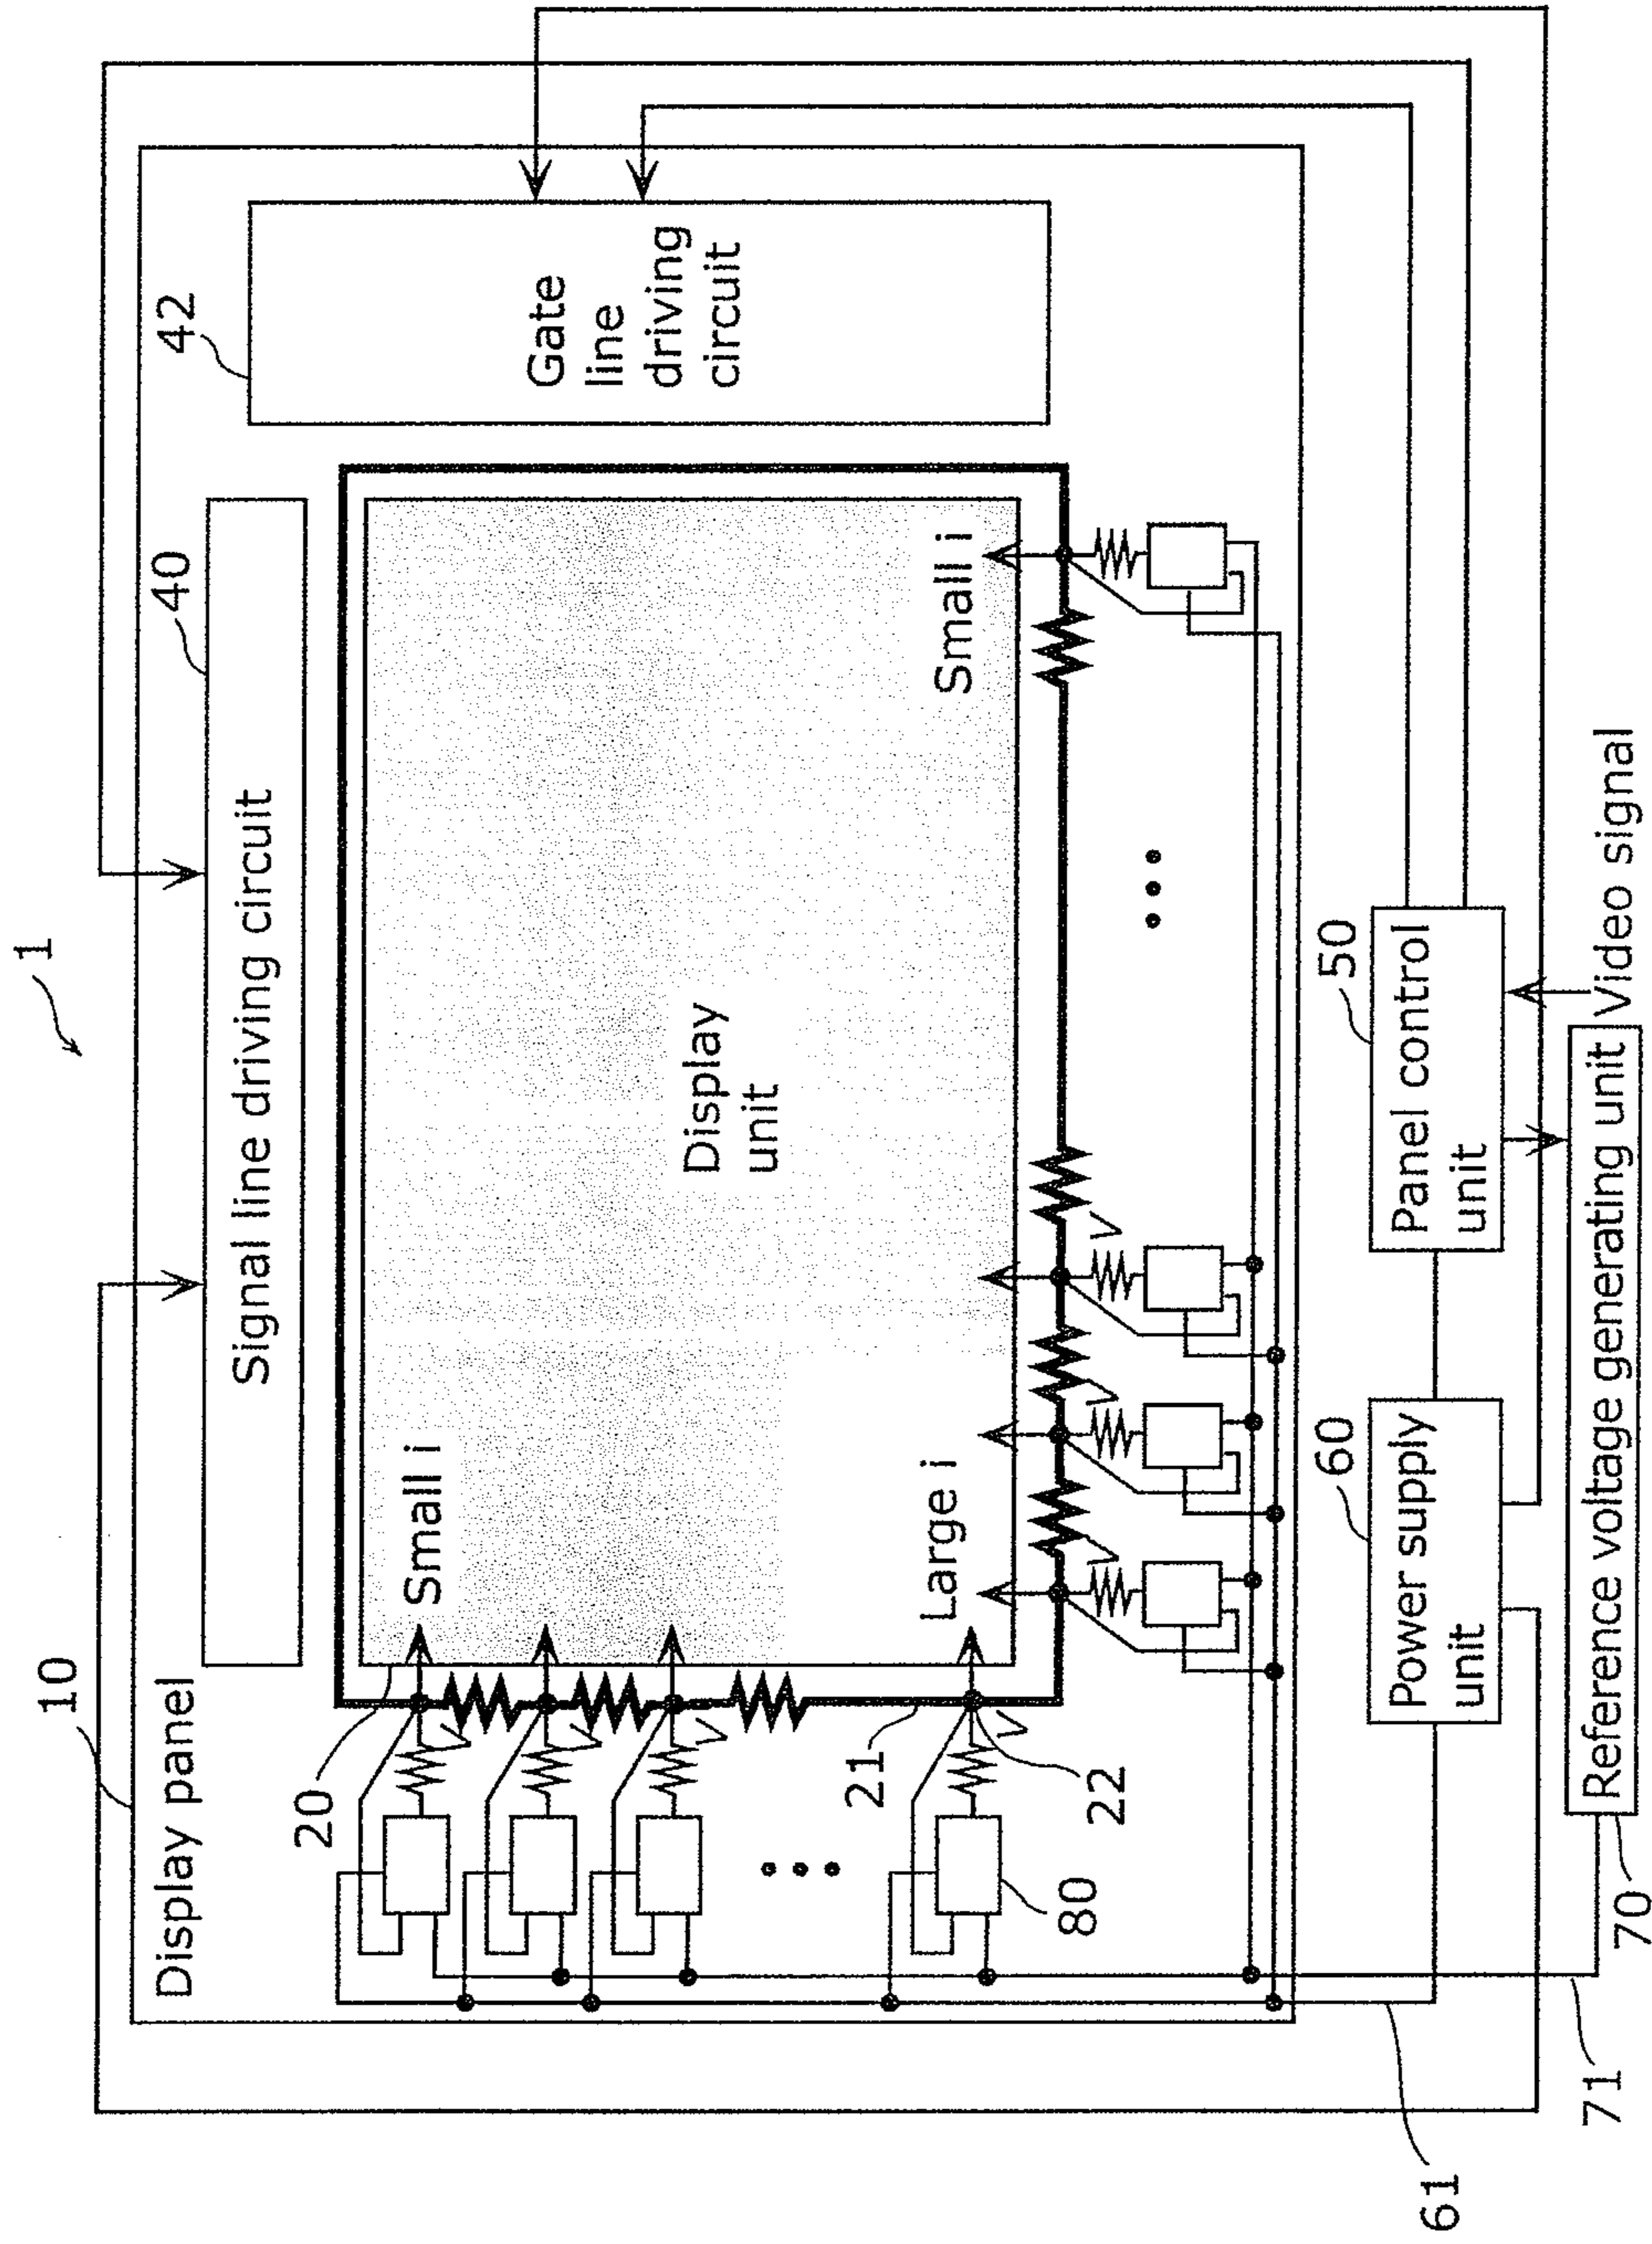 1
10
Display panel
40
Signal line driving circuit
42
Gate
line
driving
circuit
20
Small i
Display
unit
Large i
Small i
V
V
V
V
V
V
V
21
22
80
60
Power supply
unit
50
Panel control
unit
61
71
70
Reference voltage generating unit
Video signal